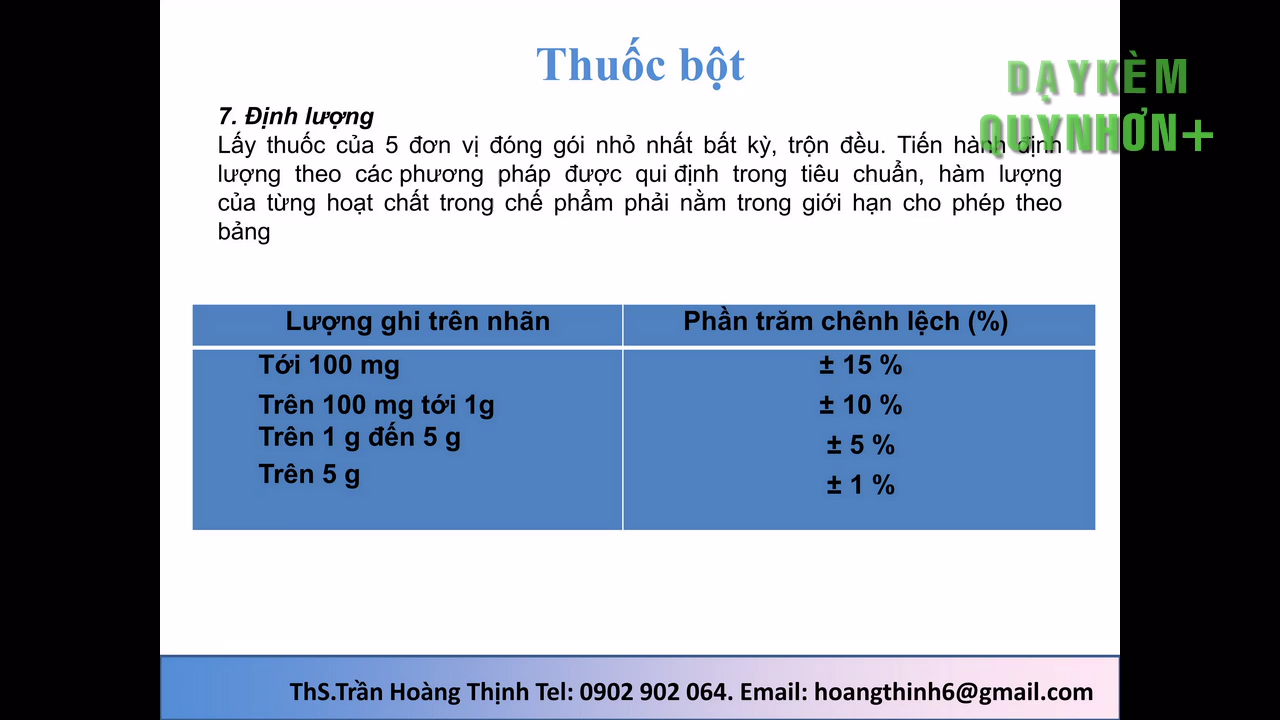 Thuốc bột
DẠYKÈM
QUYNHƠN+
7. Định lượng
Lấy thuốc của 5 đơn vị đóng gói nhỏ nhất bất kỳ, trộn đều. Tiến hành định
lượng theo các phương pháp được qui định trong tiêu chuẩn, hàm lượng
của từng hoạt chất trong chế phẩm phải nằm trong giới hạn cho phép theo
bảng
Lượng ghi trên nhãn Phần trăm chênh lệch (%)
Tới 100 mg ± 15 %
Trên 100 mg tới 1g ± 10 %
Trên 1 g đến 5 g ± 5 %
Trên 5 g ± 1 %
ThS.Trần Hoàng Thịnh Tel: 0902 902 064. Email: hoangthinh6@gmail.com